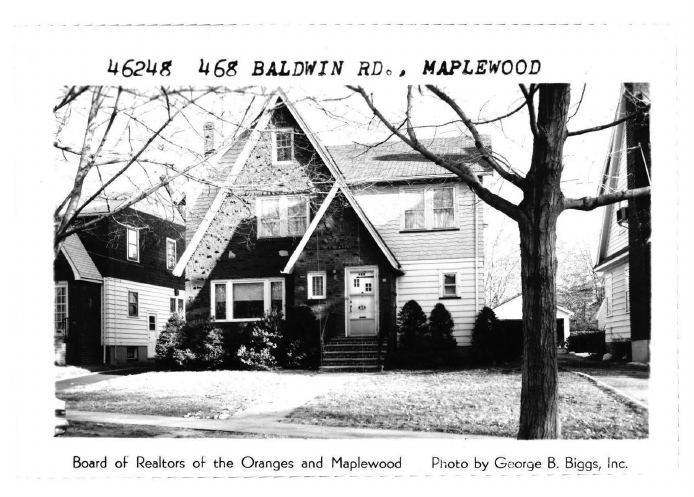 46248 468 BALDWIN RD., MAPLEWOOD
Board of Realtors of the Oranges and Maplewood Photo by George B. Biggs, Inc.